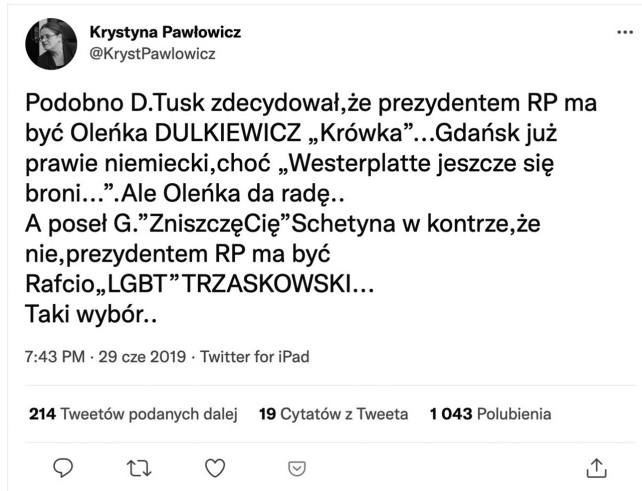 Krystyna Pawłowicz
@KrystPawlowicz
Podobno D.Tusk zdecydował,że prezydentem RP ma
być Oleńka DULKIEWICZ „Krówka”...Gdańsk już
prawie niemiecki,choć „Westerplatte jeszcze się
broni...”.Ale Oleńka da radę..
A poseł G.”ZniszczęCię”Schetyna w kontrze,że
nie,prezydentem RP ma być
Rafcio„LGBT”TRZASKOWSKI...
Taki wybór..
7:43 PM · 29 cze 2019 · Twitter for iPad
214 Tweetów podanych dalej 19 Cytatów z Tweeta 1 043 Polubienia